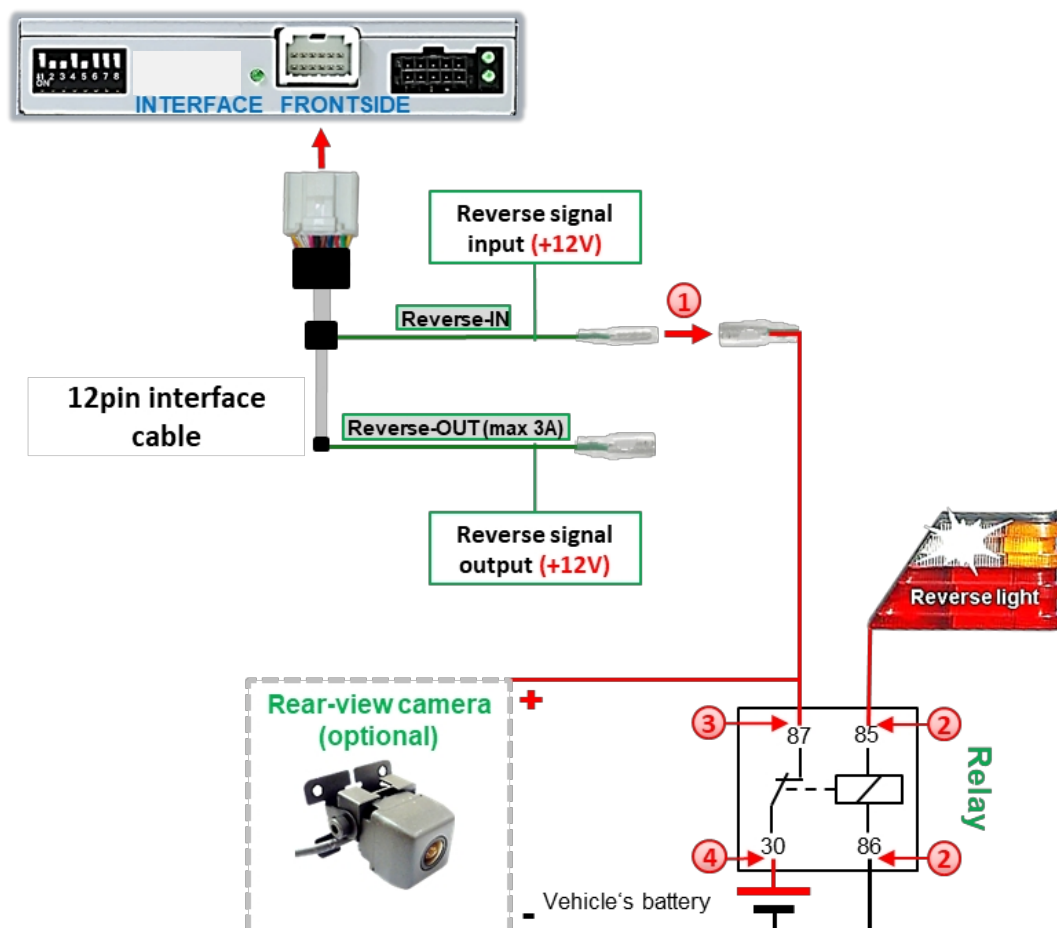 1 2 3 4 5 6 7 8
ON
INTERFACE FRONTSIDE
Reverse signal
input (+12V)
1
Reverse-IN
12pin interface
cable
Reverse-OUT (max 3A)
Reverse signal
output (+12V)
Reverse light
Rear-view camera
(optional)
+
3
87
85
2
Relay
4
30
86
2
-
Vehicle‘s battery